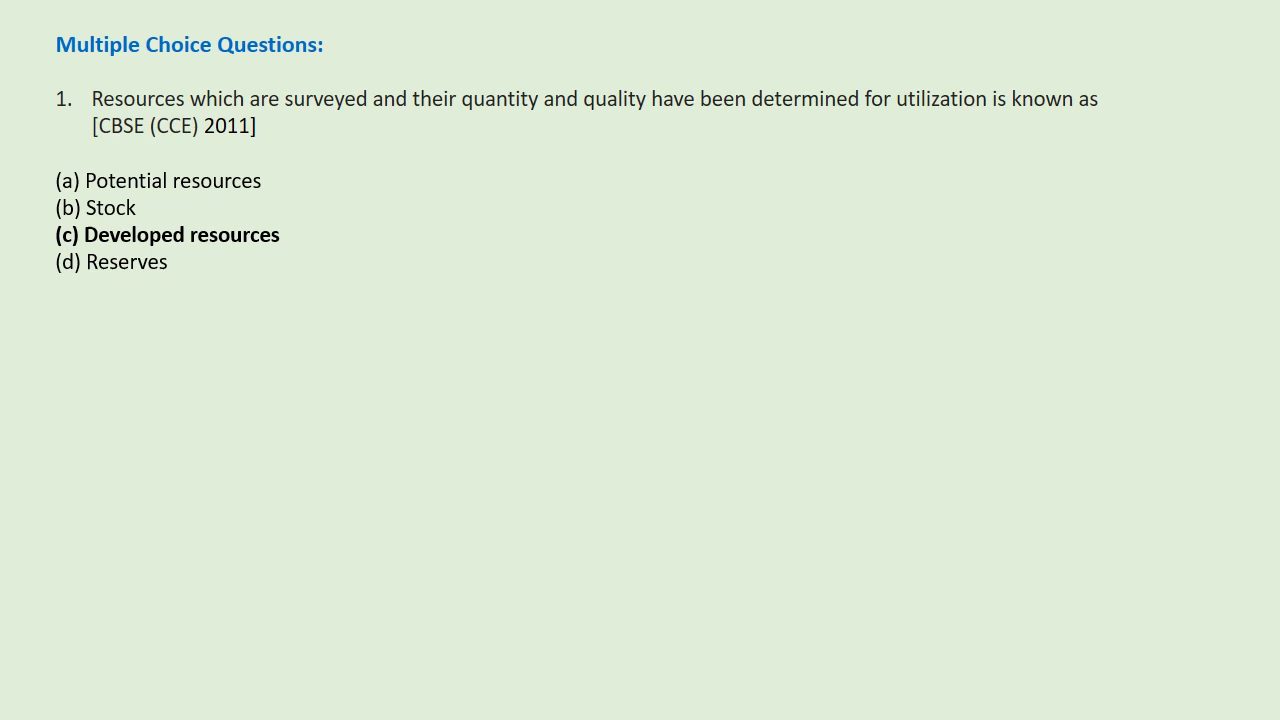 Multiple Choice Questions:
1. Resources which are surveyed and their quantity and quality have been determined for utilization is known as
[CBSE (CCE) 2011]
(a) Potential resources
(b) Stock
(c) Developed resources
(d) Reserves